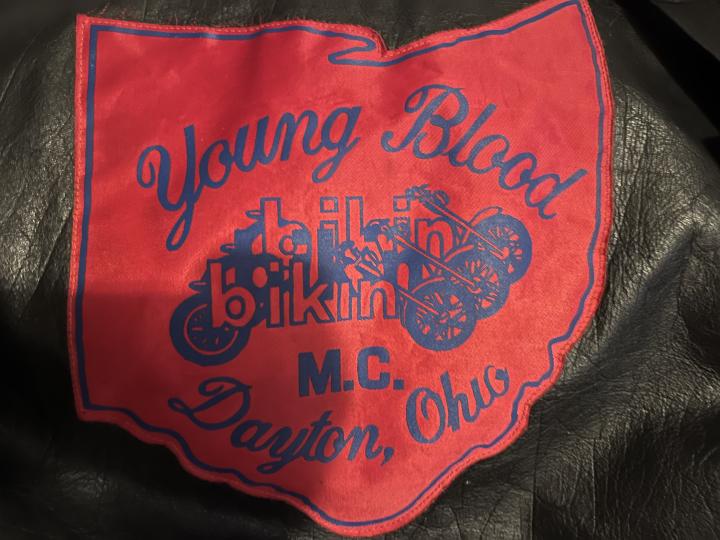 Young Blood
bikin
bikin
M.C.
Dayton, Ohio